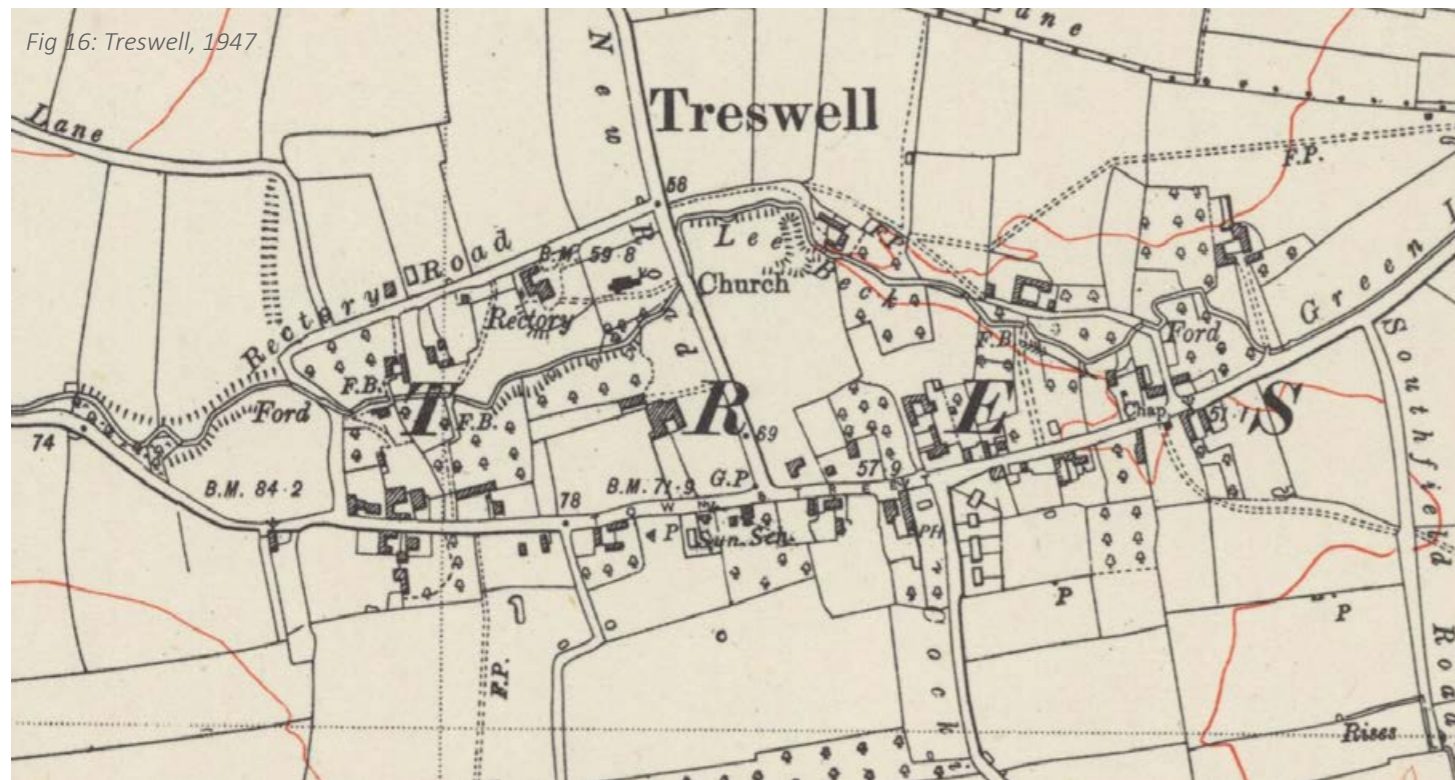 Fig 16: Treswell, 1947
Lane
Lane
New Road
Treswell
58
F.P.
Rectory Road
B.M. 59·8
Lee Beck
F.P.
Church
Rectory
Green
Ford
F.B.
F.B.
Ford
F.B.
T R E S
Chap.
51·1
Southfield Road
74
69
B.M. 84·2
B.M. 71·9
G.P
57·9
78
W
P
Sun. Sch.
PH
P
P
F.P.
Cock
Rises